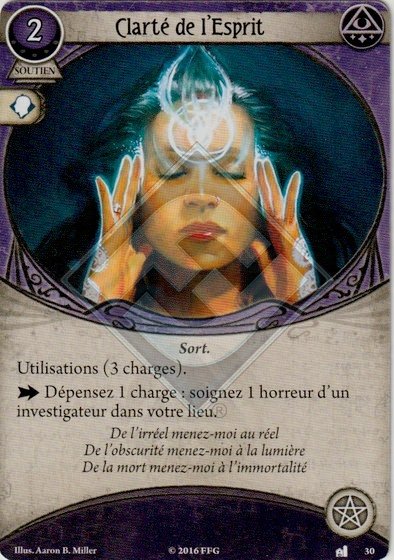 2
Clarté de l'Esprit
SOUTIEN
Sort.
Utilisations (3 charges).
Dépensez 1 charge : soignez 1 horreur d'un
investigateur dans votre lieu.
De l'irréel menez-moi au réel
De l'obscurité menez-moi à la lumière
De la mort menez-moi à l'immortalité
Illus. Aaron B. Miller
© 2016 FFG
30